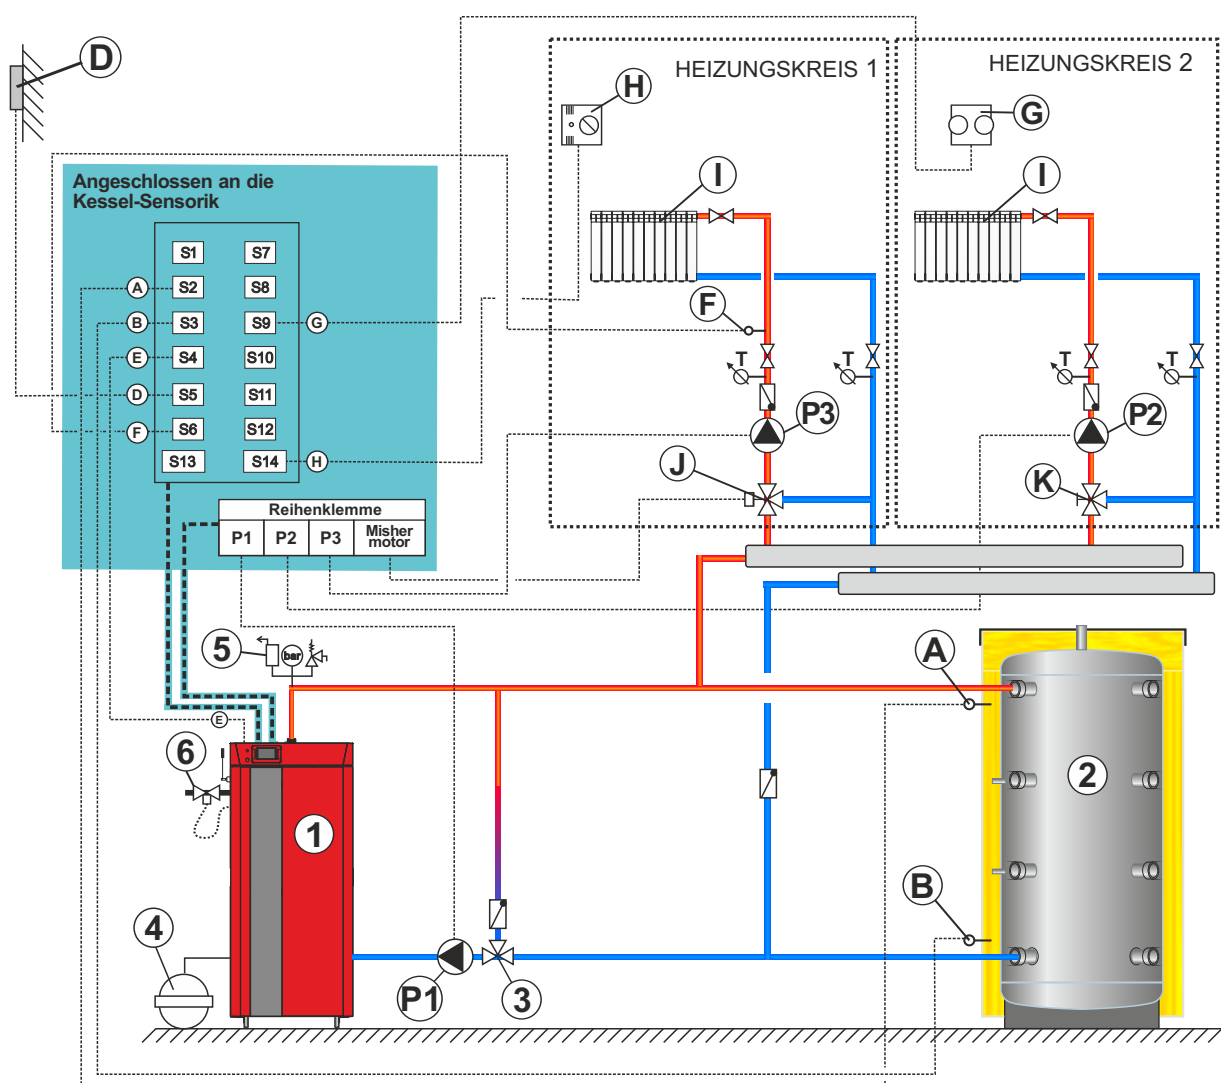 D
HEIZUNGSKREIS 1
HEIZUNGSKREIS 2
H
G
Angeschlossen an die
Kessel-Sensorik
I
I
S1 S7
A S2 S8
B S3 S9 G
E S4 S10
D S5 S11
F S6 S12
S13 S14 H
F
T T
T T
P3
P2
J
K
Reihenklemme
P1 P2 P3 Misher
motor
5
bar
A
E
6
2
1
B
4
P1
3